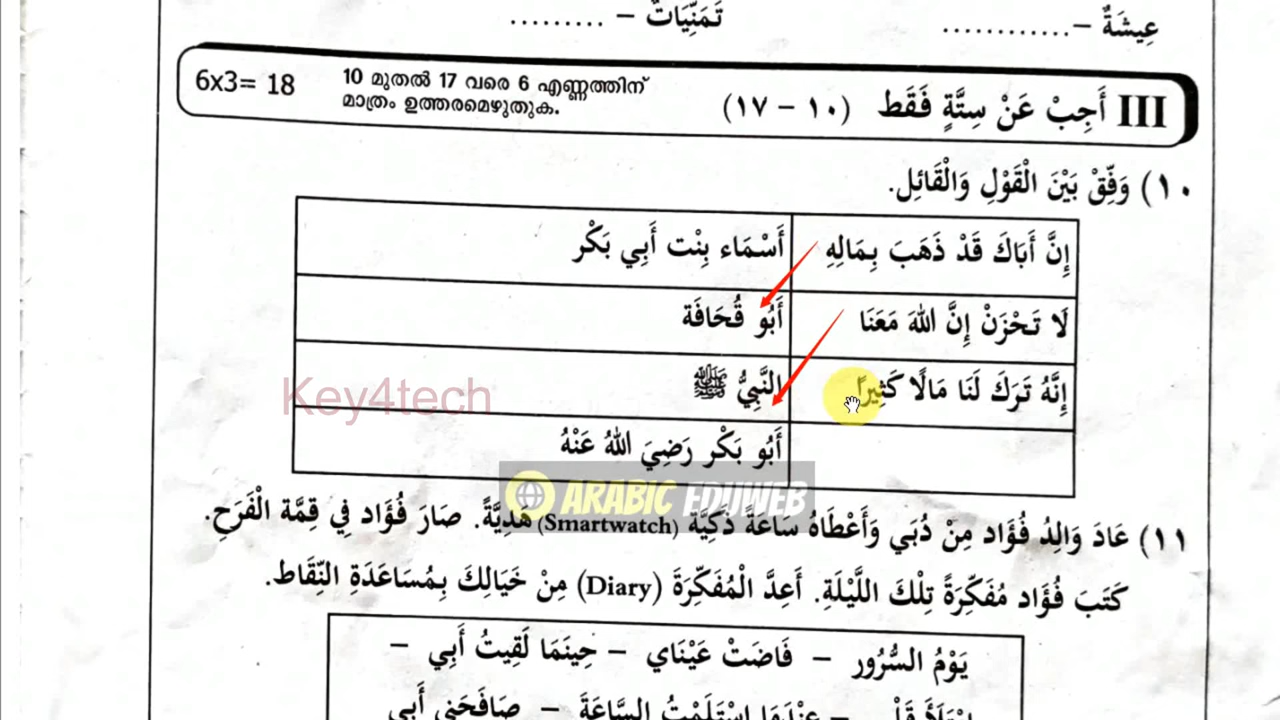 عِيشَةٌ – ............ تَمَنِّيَاتٌ – .........
III أَجِبْ عَنْ سِتَّةٍ فَقَط (١٠ – ١٧) 10 മുതൽ 17 വരെ 6 എണ്ണത്തിന് 6x3= 18
മാത്രം ഉത്തരമെഴുതുക.
١٠) وَفِّقْ بَيْنَ الْقَوْلِ وَالْقَائِل.
إِنَّ أَبَاكَ قَدْ ذَهَبَ بِمَالِهِ أَسْمَاء بِنْت أَبِي بَكْر
لَا تَحْزَنْ إِنَّ اللهَ مَعَنَا أَبُو قُحَافَة
إِنَّهُ تَرَكَ لَنَا مَالًا كَثِيرًا النَّبِيُّ ﷺ
Key4tech
أَبُو بَكْر رَضِيَ اللهُ عَنْهُ
ARABIC EDUWEB
١١) عَادَ وَالِدُ فُؤَاد مِنْ دُبَي وَأَعْطَاهُ سَاعَةً ذَكِيَّة (Smartwatch) هَدِيَّةً. صَارَ فُؤَاد فِي قِمَّة الْفَرَحِ.
كَتَبَ فُؤَاد مُفَكِّرَةً تِلْكَ اللَّيْلَةِ. أَعِدَّ الْمُفَكِّرَةَ (Diary) مِنْ خَيَالِكَ بِمُسَاعَدَةِ النِّقَاط.
يَوْمُ السُّرُور – فَاضَتْ عَيْنَاي – حِينَمَا لَقِيتُ أَبِي –
– عِنْدَمَا اسْتَلَمْتُ السَّاعَةَ – صَافَحَنِي أَبِي